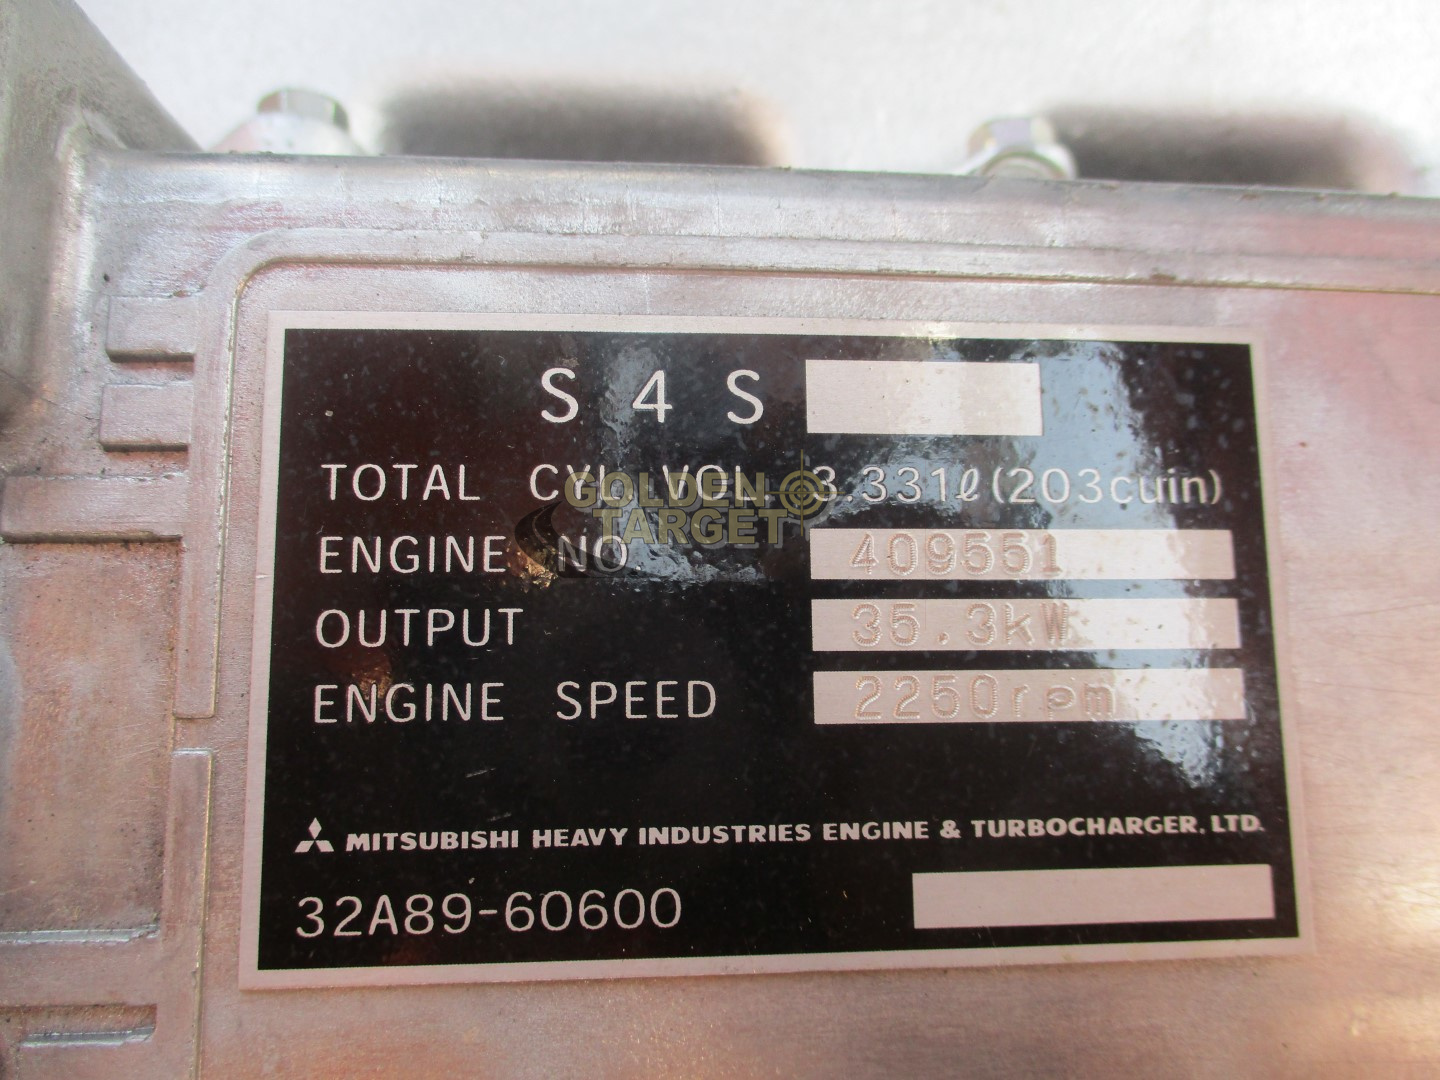 S 4 S
TOTAL CYL. VOL. 3.331ℓ(203cuin)
GOLDEN
TARGET
ENGINE NO. 409551
OUTPUT 35.3kW
ENGINE SPEED 2250rpm
MITSUBISHI HEAVY INDUSTRIES ENGINE & TURBOCHARGER, LTD.
32A89-60600